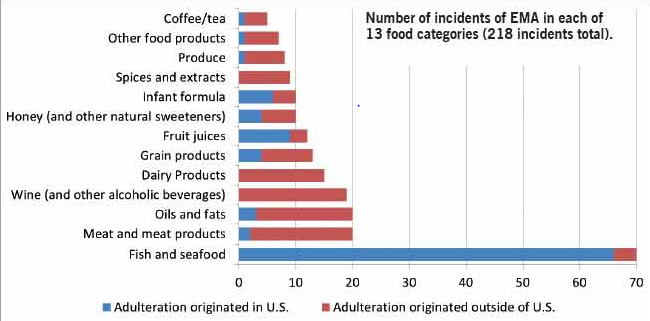 Number of incidents of EMA in each of
13 food categories (218 incidents total).
Coffee/tea
Other food products
Produce
Spices and extracts
Infant formula
Honey (and other natural sweeteners)
Fruit juices
Grain products
Dairy Products
Wine (and other alcoholic beverages)
Oils and fats
Meat and meat products
Fish and seafood
0 10 20 30 40 50 60 70
Adulteration originated in U.S. Adulteration originated outside of U.S.